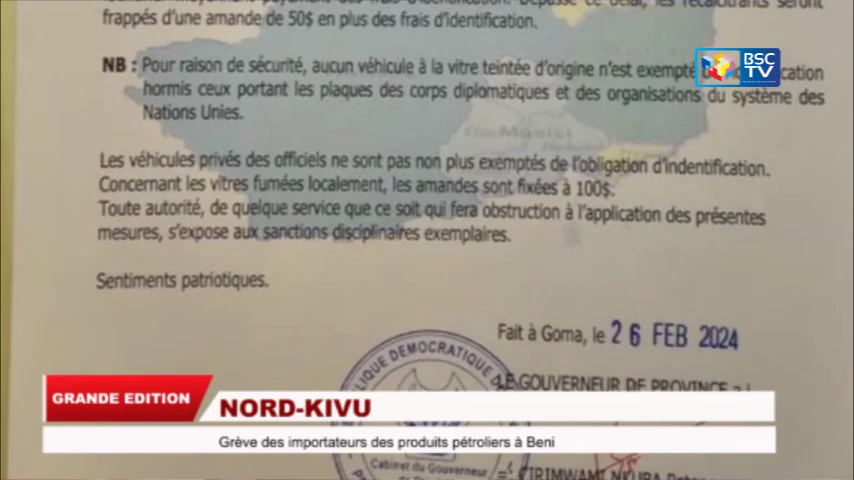 frappés d'une amande de 50$ en plus des frais d'identification.
NB : Pour raison de sécurité, aucun véhicule à la vitre teintée d'origine n'est exempté
hormis ceux portant les plaques des corps diplomatiques et des organisations du système des
Nations Unies.
Les véhicules privés des officiels ne sont pas non plus exemptés de l'obligation d'indentification.
Concernant les vitres fumées localement, les amandes sont fixées à 100$.
Toute autorité, de quelque service que ce soit qui fera obstruction à l'application des présentes
mesures, s'expose aux sanctions disciplinaires exemplaires.
Sentiments patriotiques.
Fait à Goma, le 26 FEB 2024
LE GOUVERNEUR DE PROVINCE
BSC
TV
GRANDE EDITION
NORD-KIVU
Grève des importateurs des produits pétroliers à Beni
Cabinet du Gouverneur